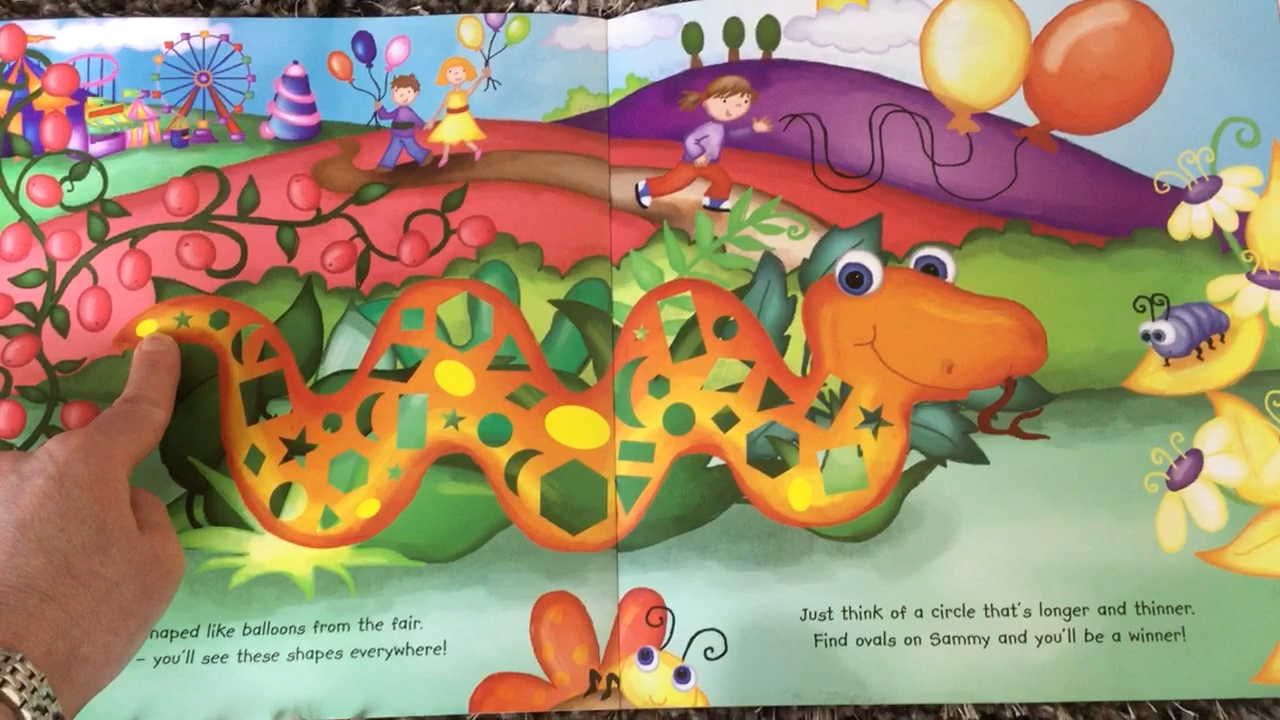 naped like balloons from the fair.
– you'll see these shapes everywhere!
Just think of a circle that's longer and thinner.
Find ovals on Sammy and you'll be a winner!